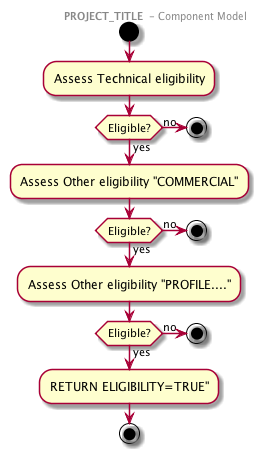 PROJECT_TITLE – Component Model
Assess Technical eligibility
Eligible?
no
yes
Assess Other eligibility "COMMERCIAL"
Eligible?
no
yes
Assess Other eligibility "PROFILE...."
Eligible?
no
yes
RETURN ELIGIBILITY=TRUE"